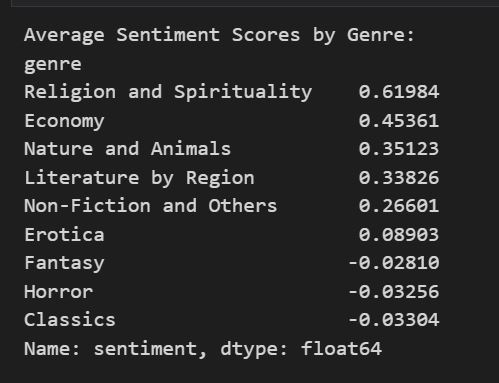 Average Sentiment Scores by Genre:
genre
Religion and Spirituality    0.61984
Economy                      0.45361
Nature and Animals           0.35123
Literature by Region         0.33826
Non-Fiction and Others       0.26601
Erotica                      0.08903
Fantasy                     -0.02810
Horror                      -0.03256
Classics                    -0.03304
Name: sentiment, dtype: float64